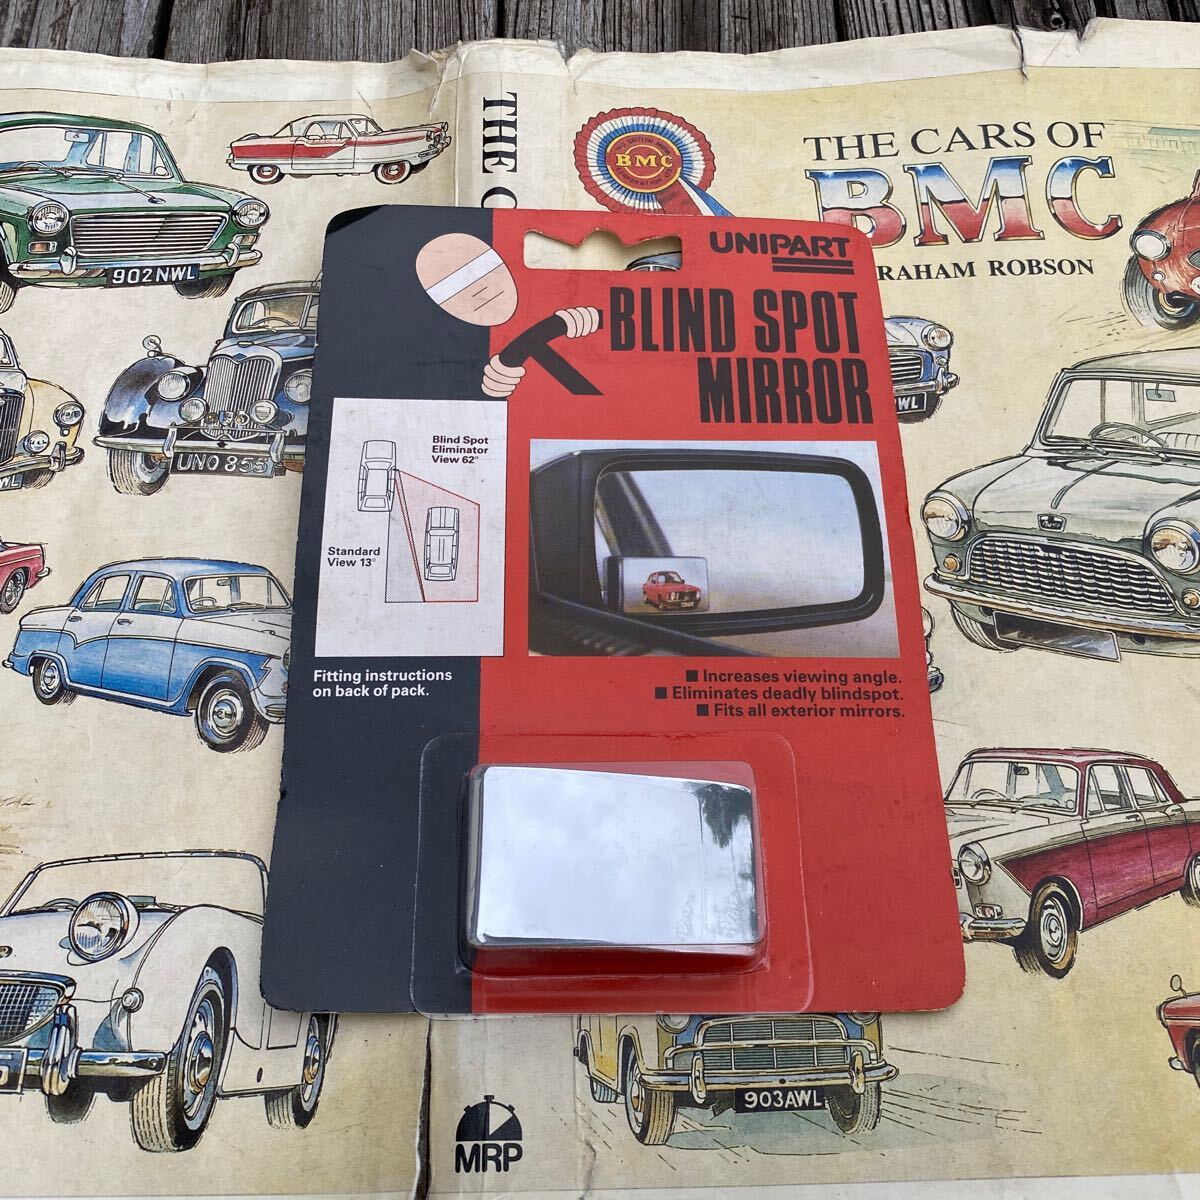 THE CARS OF
BMC
RAHAM ROBSON
THE
BMC
902NWL
UNO 855
WL
903AWL
MRP
UNIPART
BLIND SPOT
MIRROR
Blind Spot
Eliminator
View 62°
Standard
View 13°
Fitting instructions
on back of pack.
■ Increases viewing angle.
■ Eliminates deadly blindspot.
■ Fits all exterior mirrors.